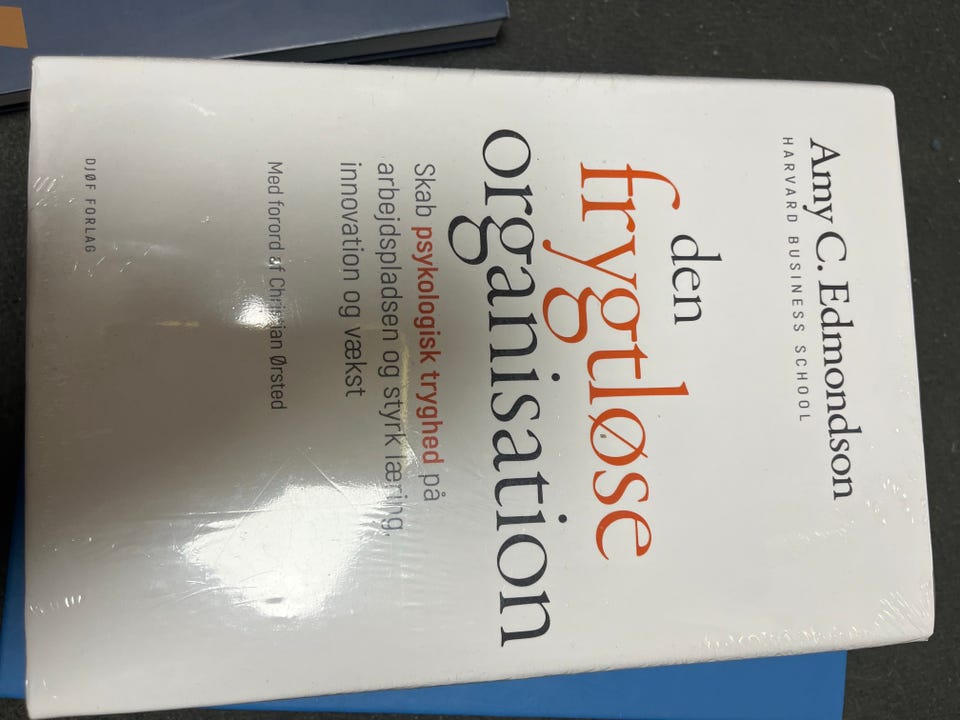 Amy C. Edmondson
HARVARD BUSINESS SCHOOL
den
frygtløse
organisation
Skab psykologisk tryghed på
arbejdspladsen og styrk læring,
innovation og vækst
Med forord af Christian Ørsted
DJØF FORLAG